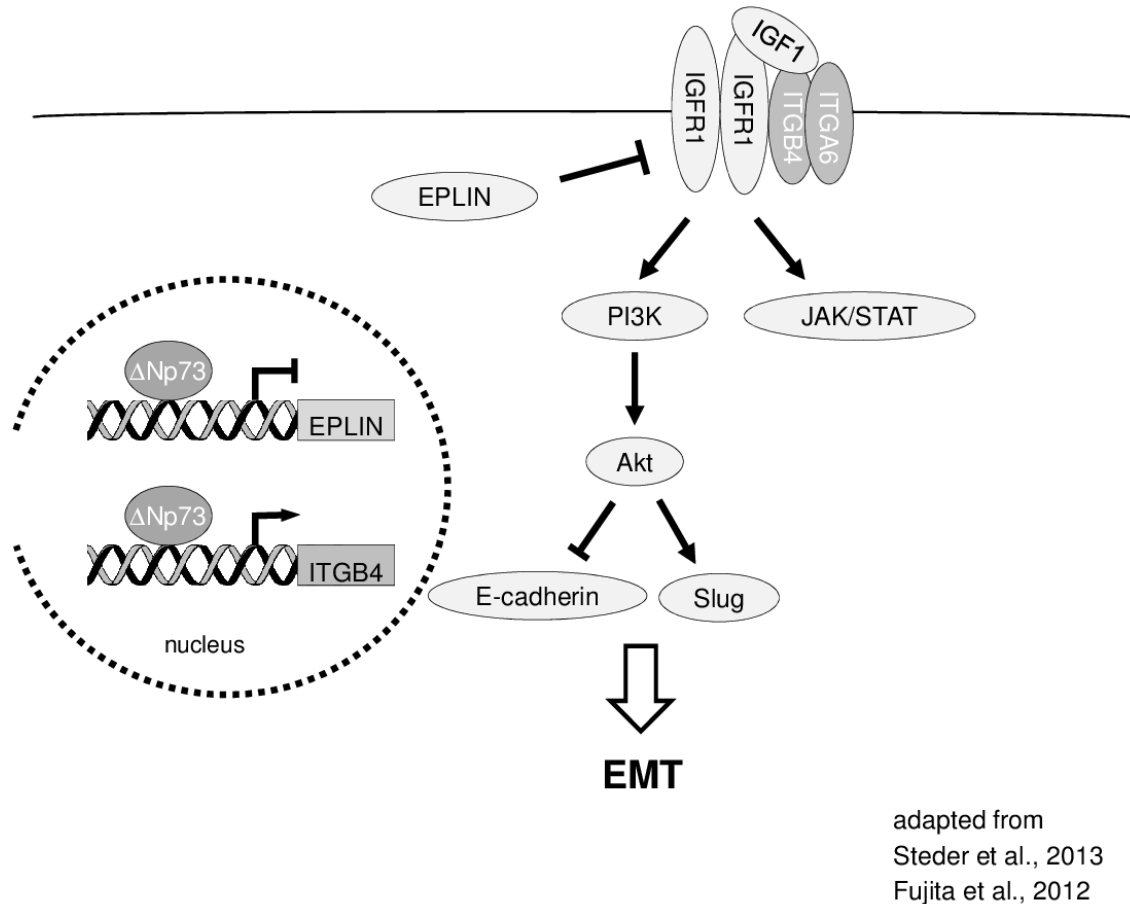 IGF1
IGFR1
IGFR1
ITGB4
ITGA6
EPLIN
PI3K
JAK/STAT
ΔNp73
EPLIN
Akt
ΔNp73
ITGB4
E-cadherin
Slug
nucleus
EMT
adapted from
Steder et al., 2013
Fujita et al., 2012